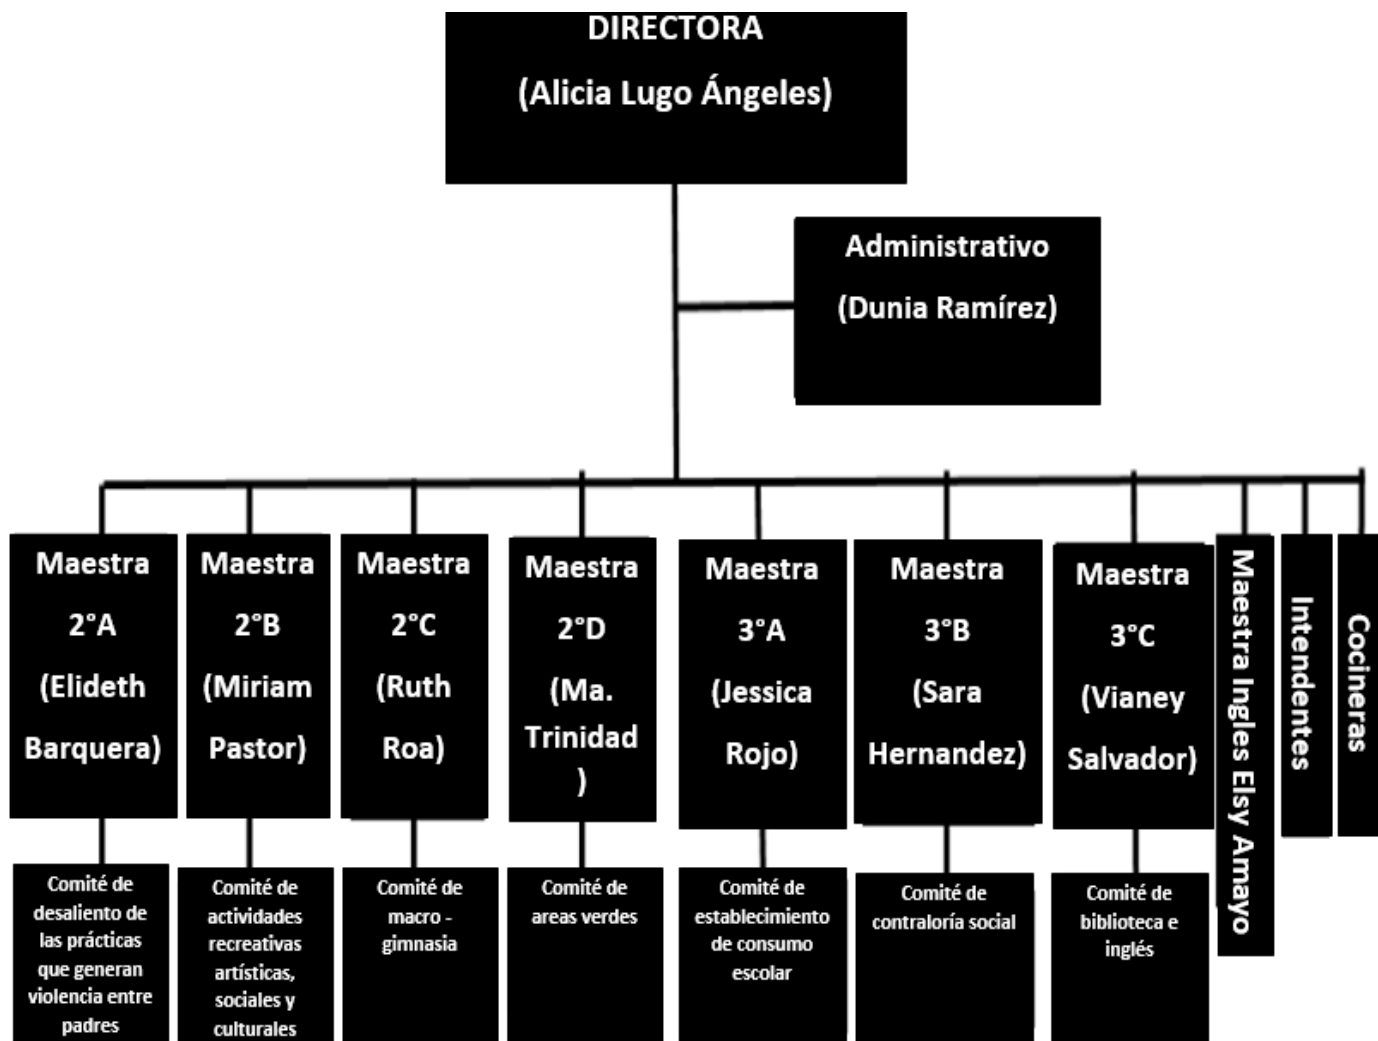 DIRECTORA
(Alicia Lugo Ángeles)
Administrativo
(Dunia Ramírez)
Maestra
2°A
(Elideth
Barquera)
Maestra
2°B
(Miriam
Pastor)
Maestra
2°C
(Ruth
Roa)
Maestra
2°D
(Ma.
Trinidad
)
Maestra
3°A
(Jessica
Rojo)
Maestra
3°B
(Sara
Hernandez)
Maestra
3°C
(Vianey
Salvador)
Maestra Ingles Elsy Amayo
Intendentes
Cocineras
Comité de
desaliento de
las prácticas
que generan
violencia entre
padres
Comité de
actividades
recreativas
artísticas,
sociales y
culturales
Comité de
macro -
gimnasia
Comité de
areas verdes
Comité de
establecimiento
de consumo
escolar
Comité de
contraloría social
Comité de
biblioteca e
inglés